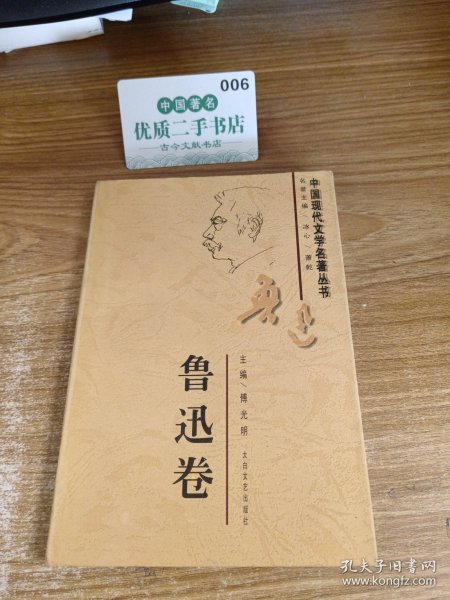 006
中国著名
优质二手书店
古今文献书店
中国现代文学名著丛书
名誉主编 冰心 萧乾
鲁迅
主编/傅光明
太白文艺出版社
鲁迅卷
孔夫子旧书网
www.kongfz.com